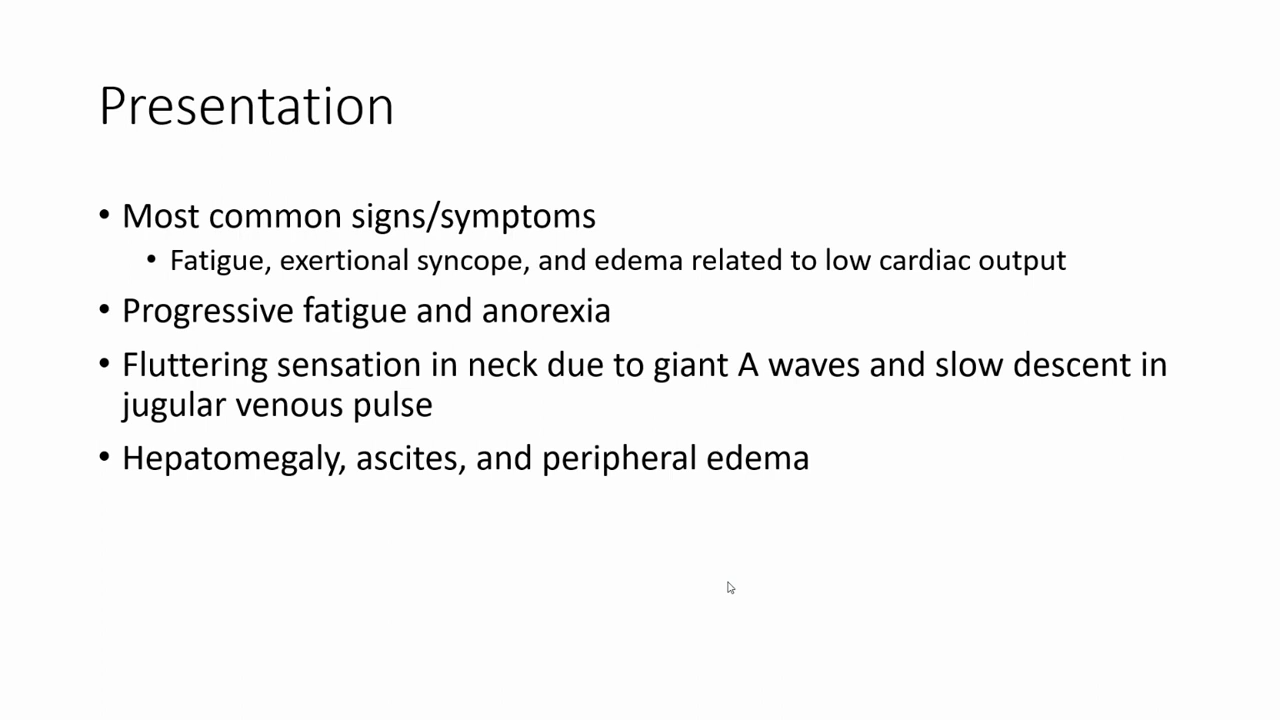 Presentation
• Most common signs/symptoms
• Fatigue, exertional syncope, and edema related to low cardiac output
• Progressive fatigue and anorexia
• Fluttering sensation in neck due to giant A waves and slow descent in
jugular venous pulse
• Hepatomegaly, ascites, and peripheral edema